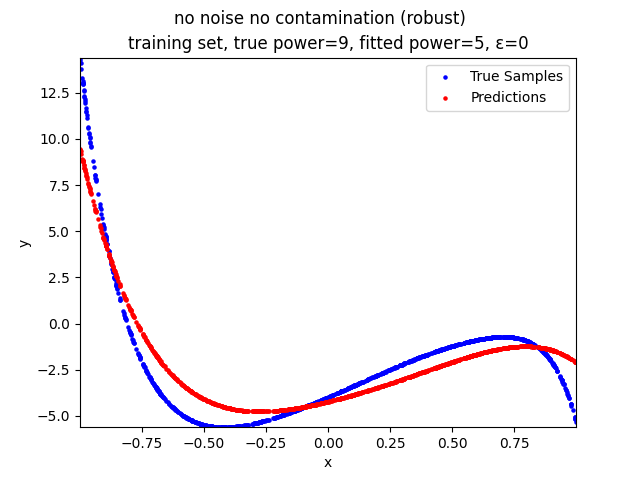 no noise no contamination (robust)
training set, true power=9, fitted power=5, ε=0
True Samples
Predictions
12.5
10.0
7.5
5.0
2.5
0.0
−2.5
−5.0
y
−0.75 −0.50 −0.25 0.00 0.25 0.50 0.75
x